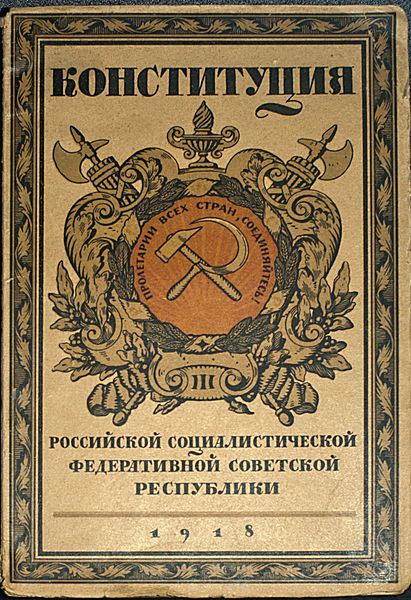 КОНСТИТУЦИЯ
ПРОЛЕТАРИИ ВСЕХ СТРАН, СОЕДИНЯЙТЕСЬ!
III
РОССИЙСКОЙ СОЦИАЛИСТИЧЕСКОЙ
ФЕДЕРАТИВНОЙ СОВЕТСКОЙ
РЕСПУБЛИКИ
1918